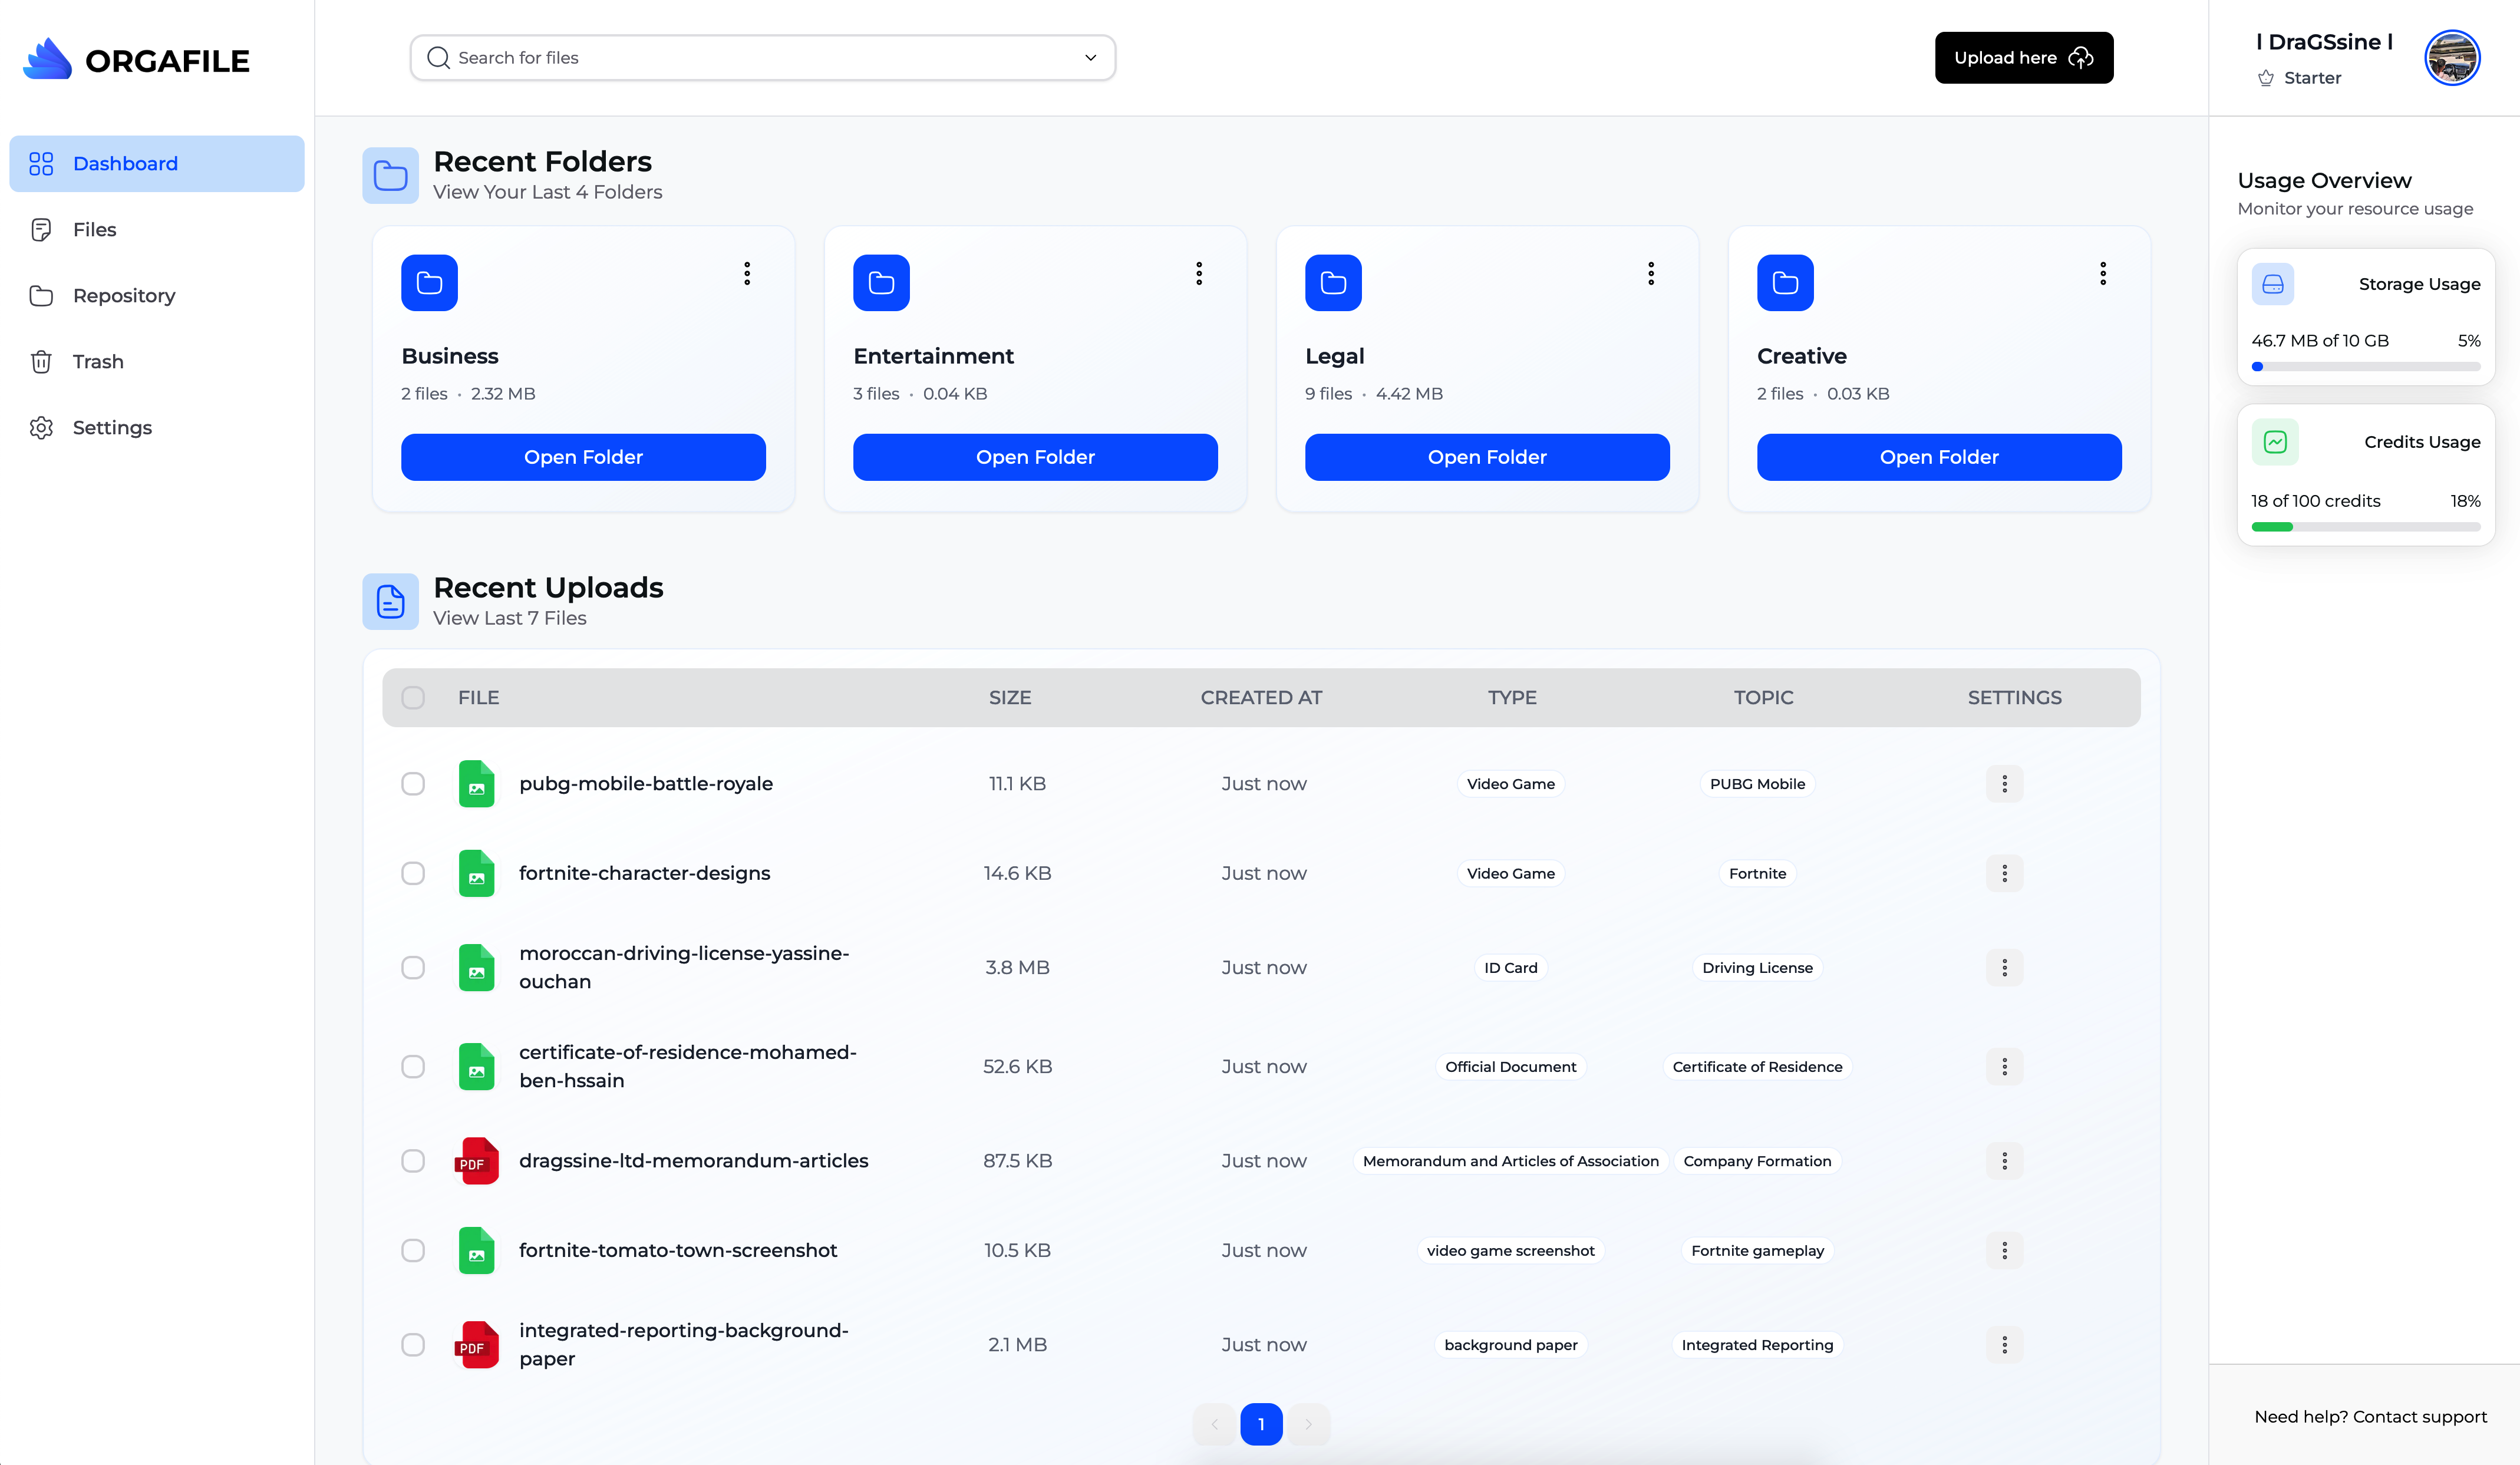 ORGAFILE
Dashboard
Files
Repository
Trash
Settings
Search for files
Upload here
l DraGSsine l
Starter
Recent Folders
View Your Last 4 Folders
Business
2 files • 2.32 MB
Open Folder
Entertainment
3 files • 0.04 KB
Open Folder
Legal
9 files • 4.42 MB
Open Folder
Creative
2 files • 0.03 KB
Open Folder
Recent Uploads
View Last 7 Files
FILE SIZE CREATED AT TYPE TOPIC SETTINGS
pubg-mobile-battle-royale 11.1 KB Just now Video Game PUBG Mobile
fortnite-character-designs 14.6 KB Just now Video Game Fortnite
moroccan-driving-license-yassine-
ouchan 3.8 MB Just now ID Card Driving License
certificate-of-residence-mohamed-
ben-hssain 52.6 KB Just now Official Document Certificate of Residence
PDF dragssine-ltd-memorandum-articles 87.5 KB Just now Memorandum and Articles of Association Company Formation
fortnite-tomato-town-screenshot 10.5 KB Just now video game screenshot Fortnite gameplay
PDF integrated-reporting-background-
paper 2.1 MB Just now background paper Integrated Reporting
1
Usage Overview
Monitor your resource usage
Storage Usage
46.7 MB of 10 GB 5%
Credits Usage
18 of 100 credits 18%
Need help? Contact support